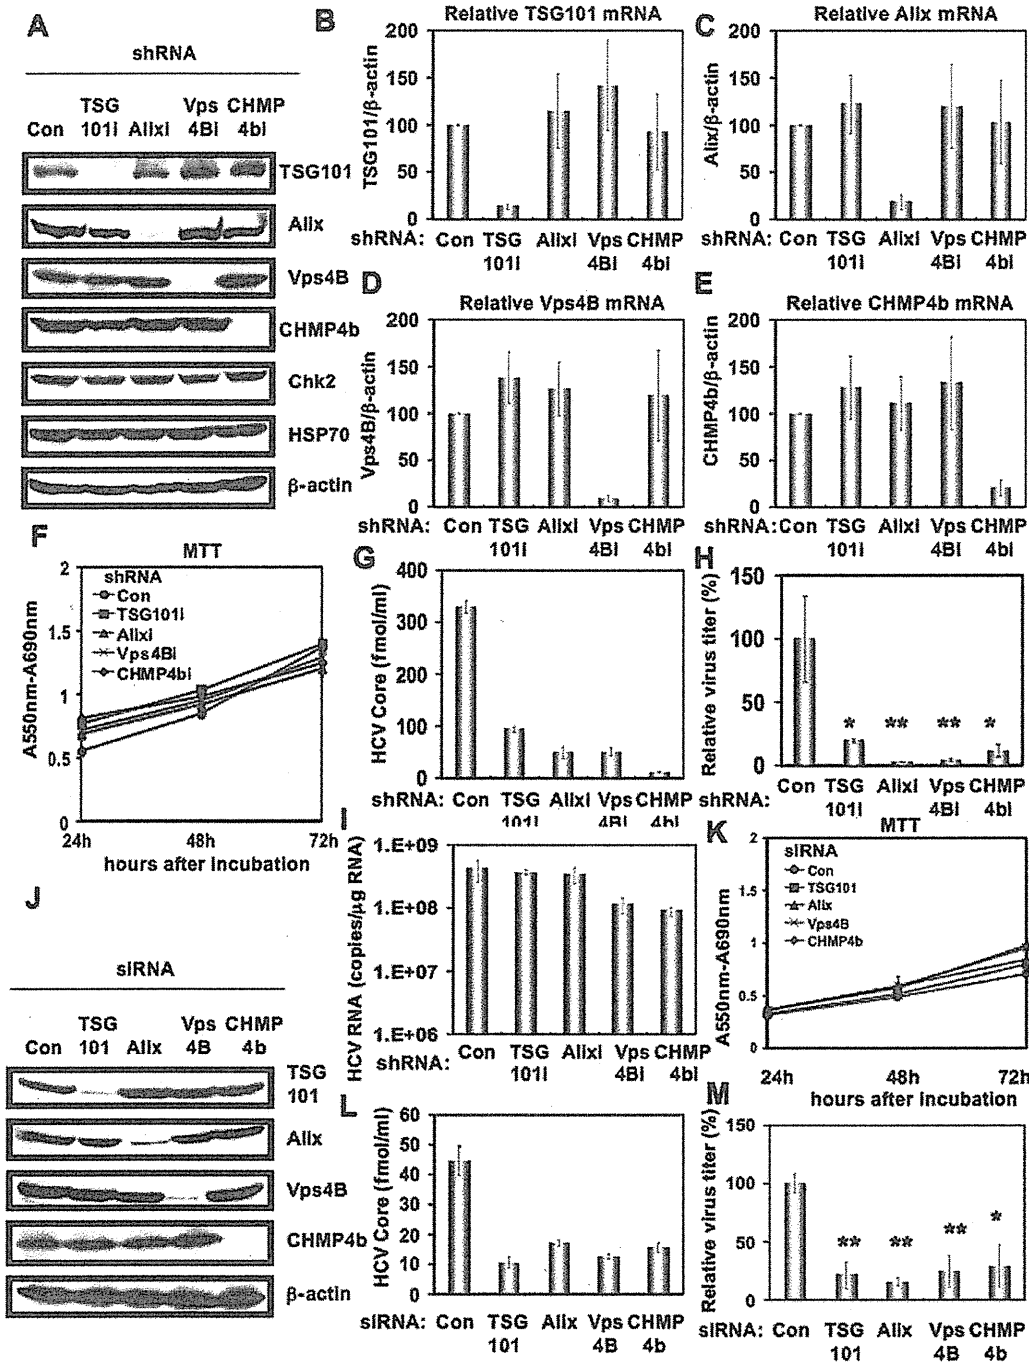 A
shRNA
TSG Vps CHMP
Con 101i Alixi 4Bi 4bi
TSG101
Alix
Vps4B
CHMP4b
Chk2
HSP70
β-actin
B
Relative TSG101 mRNA
TSG101/β-actin
200
150
100
50
0
shRNA: Con TSG Alixi Vps CHMP
101i 4Bi 4bi
C
Relative Alix mRNA
Alix/β-actin
200
150
100
50
0
shRNA: Con TSG Alixi Vps CHMP
101i 4Bi 4bi
D
Relative Vps4B mRNA
Vps4B/β-actin
200
150
100
50
0
shRNA: Con TSG Alixi Vps CHMP
101i 4Bi 4bi
E
Relative CHMP4b mRNA
CHMP4b/β-actin
200
150
100
50
0
shRNA: Con TSG Alixi Vps CHMP
101i 4Bi 4bi
F
MTT
A550nm-A690nm
2
1.5
1
0.5
0
shRNA
Con
TSG101i
Alixi
Vps4Bi
CHMP4bi
24h 48h 72h
hours after incubation
G
HCV Core (fmol/ml)
400
300
200
100
0
shRNA: Con TSG Alixi Vps CHMP
101i 4Bi 4bi
H
Relative virus titer (%)
150
100
50
0
* ** ** *
shRNA: Con TSG Alixi Vps CHMP
101i 4Bi 4bi
I
HCV RNA (copies/μg RNA)
1.E+09
1.E+08
1.E+07
1.E+06
shRNA: Con TSG Alixi Vps CHMP
101i 4Bi 4bi
J
siRNA
TSG Vps CHMP
Con 101 Alix 4B 4b
TSG
101
Alix
Vps4B
CHMP4b
β-actin
K
MTT
A550nm-A690nm
2
1.5
1
0.5
0
siRNA
Con
TSG101
Alix
Vps4B
CHMP4b
24h 48h 72h
hours after incubation
L
HCV Core (fmol/ml)
60
50
40
30
20
10
0
siRNA: Con TSG Alix Vps CHMP
101 4B 4b
M
Relative virus titer (%)
150
100
50
0
** ** ** *
siRNA: Con TSG Alix Vps CHMP
101 4B 4b